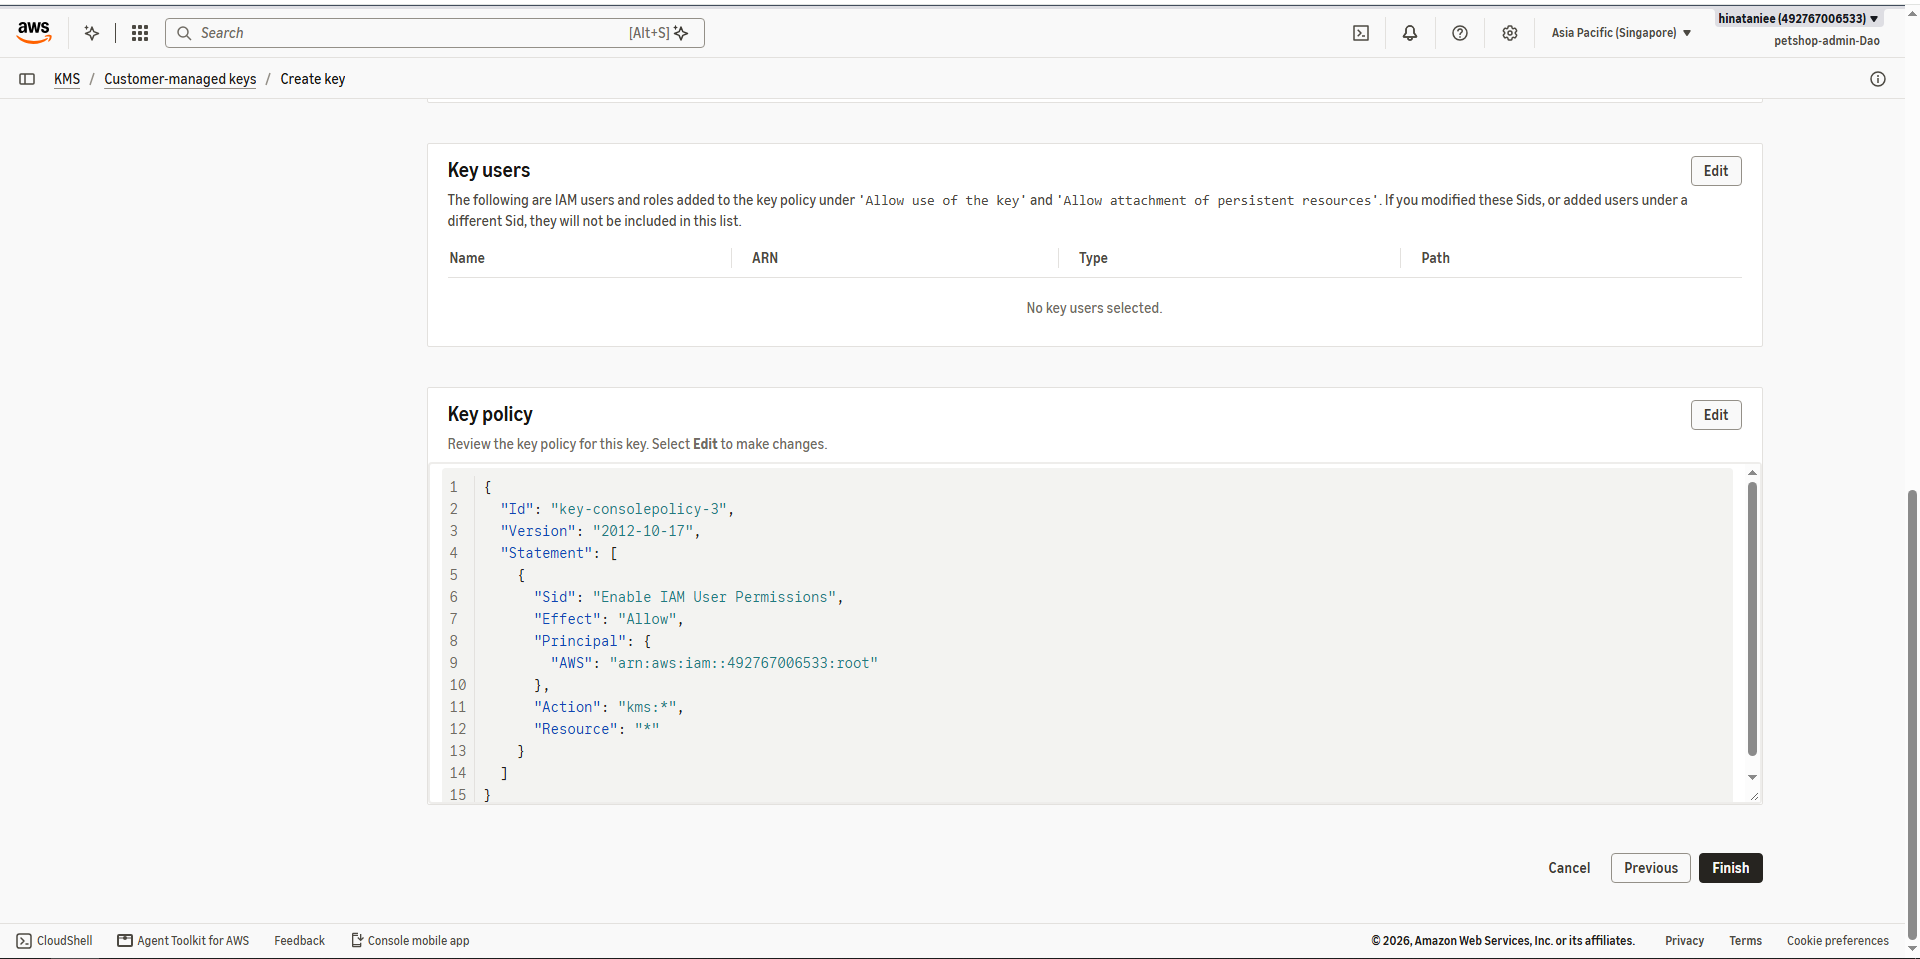 aws
Search [Alt+S]
Asia Pacific (Singapore)
hinataniee (492767006533)
petshop-admin-Dao
KMS / Customer-managed keys / Create key
Key users
Edit
The following are IAM users and roles added to the key policy under 'Allow use of the key' and 'Allow attachment of persistent resources'. If you modified these Sids, or added users under a
different Sid, they will not be included in this list.
Name ARN Type Path
No key users selected.
Key policy
Edit
Review the key policy for this key. Select Edit to make changes.
1 {
2 "Id": "key-consolepolicy-3",
3 "Version": "2012-10-17",
4 "Statement": [
5 {
6 "Sid": "Enable IAM User Permissions",
7 "Effect": "Allow",
8 "Principal": {
9 "AWS": "arn:aws:iam::492767006533:root"
10 },
11 "Action": "kms:*",
12 "Resource": "*"
13 }
14 ]
15 }
Cancel Previous Finish
CloudShell Agent Toolkit for AWS Feedback Console mobile app
© 2026, Amazon Web Services, Inc. or its affiliates. Privacy Terms Cookie preferences